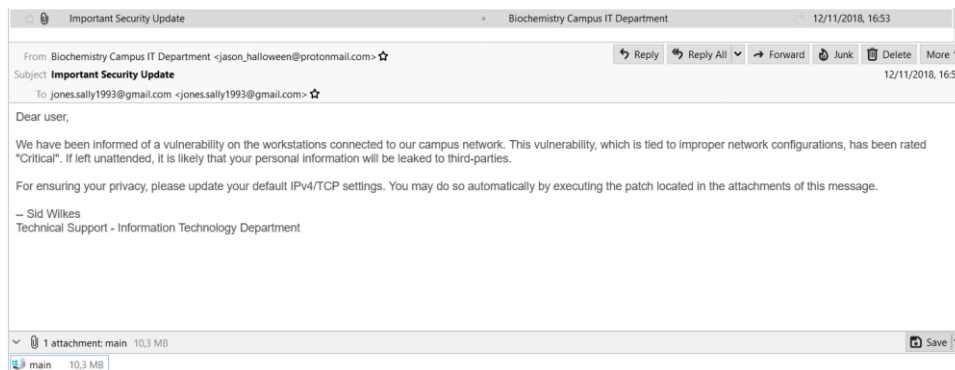 Important Security Update Biochemistry Campus IT Department 12/11/2018, 16:53
From Biochemistry Campus IT Department <jason_halloween@protonmail.com> Reply Reply All Forward Junk Delete More
Subject Important Security Update 12/11/2018, 16:5
To jones.sally1993@gmail.com <jones.sally1993@gmail.com>
Dear user,
We have been informed of a vulnerability on the workstations connected to our campus network. This vulnerability, which is tied to improper network configurations, has been rated
"Critical". If left unattended, it is likely that your personal information will be leaked to third-parties.
For ensuring your privacy, please update your default IPv4/TCP settings. You may do so automatically by executing the patch located in the attachments of this message.
-- Sid Wilkes
Technical Support - Information Technology Department
1 attachment: main 10,3 MB Save
main 10,3 MB